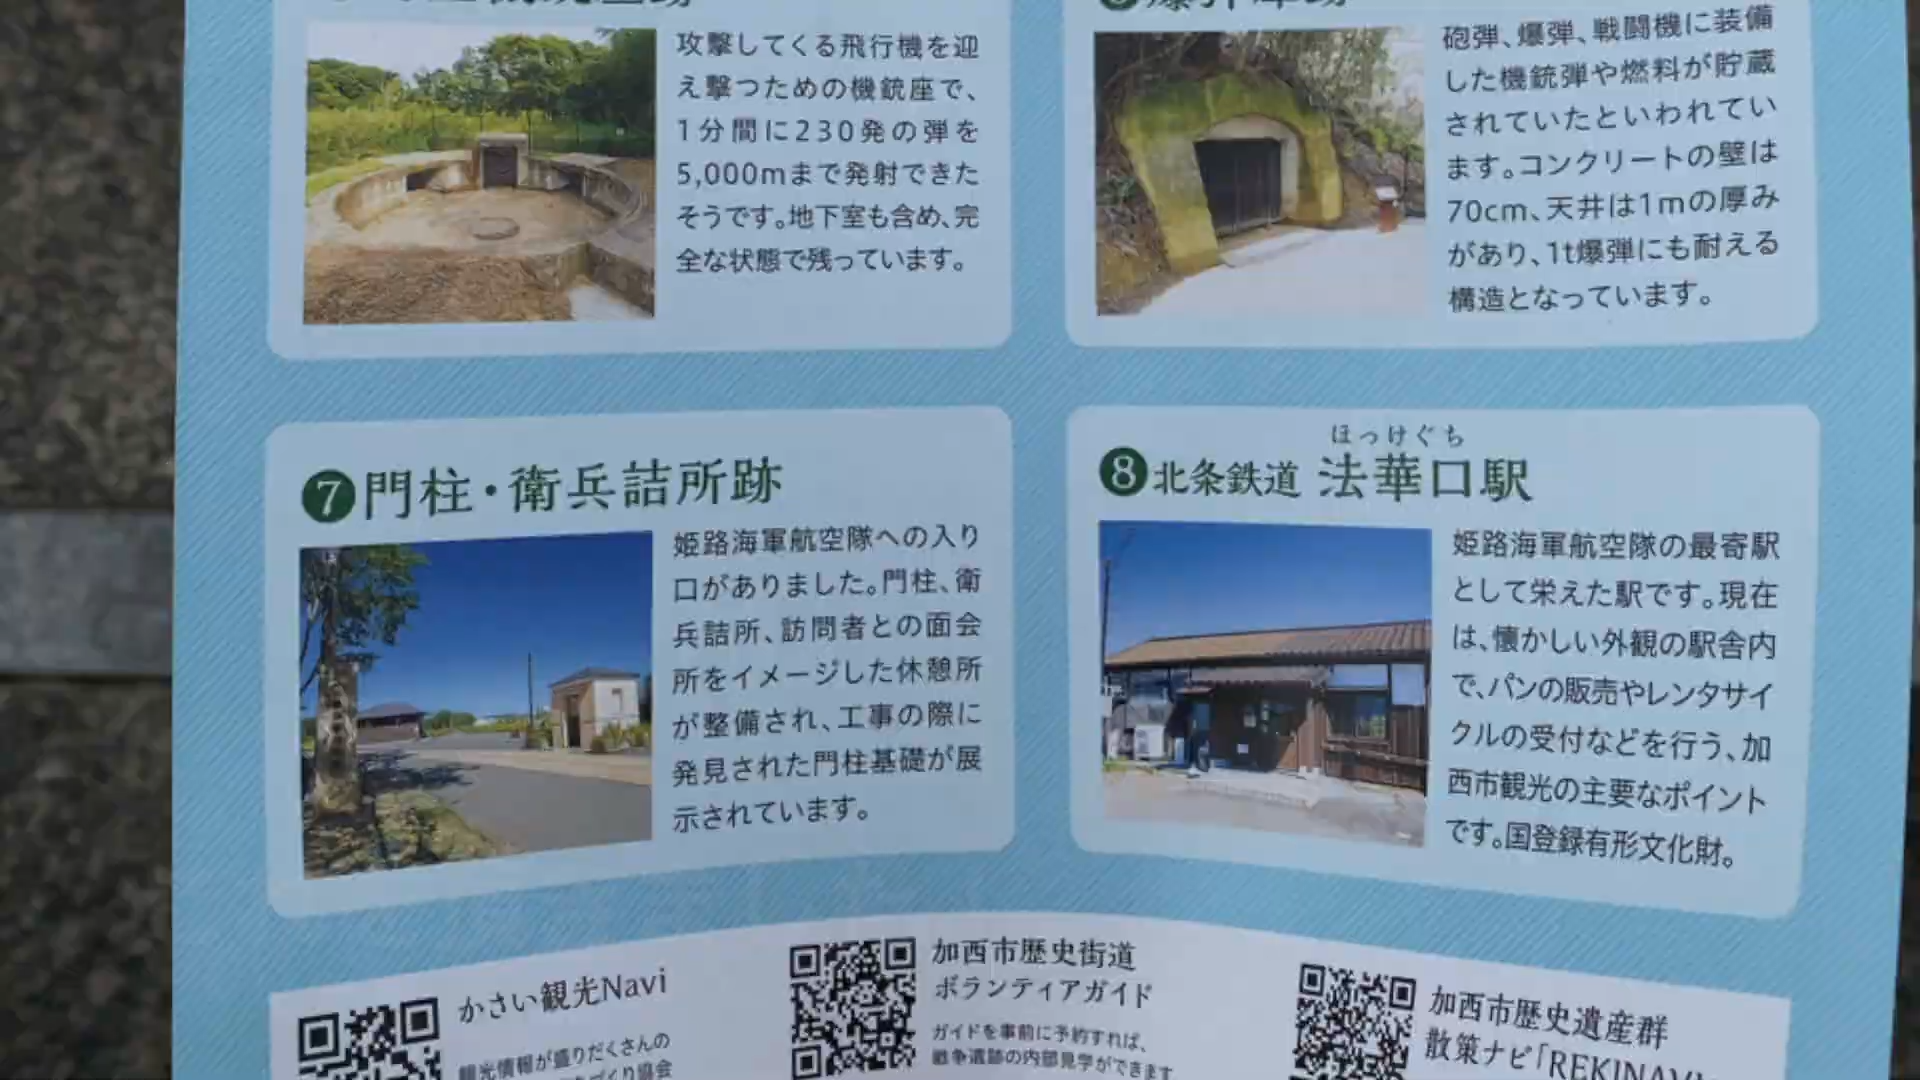 攻撃してくる飛行機を迎
え撃つための機銃座で、
1分間に230発の弾を
5,000mまで発射できた
そうです。地下室も含め、完
全な状態で残っています。
砲弾、爆弾、戦闘機に装備
した機銃弾や燃料が貯蔵
されていたといわれてい
ます。コンクリートの壁は
70cm、天井は1mの厚み
があり、1t爆弾にも耐える
構造となっています。
❼門柱・衛兵詰所跡
姫路海軍航空隊への入り
口がありました。門柱、衛
兵詰所、訪問者との面会
所をイメージした休憩所
が整備され、工事の際に
発見された門柱基礎が展
示されています。
ほっけぐち
❽北条鉄道 法華口駅
姫路海軍航空隊の最寄駅
として栄えた駅です。現在
は、懐かしい外観の駅舎内
で、パンの販売やレンタサイ
クルの受付などを行う、加
西市観光の主要なポイント
です。国登録有形文化財。
かさい観光Navi
観光情報が盛りだくさんの
加西市歴史街道
ボランティアガイド
ガイドを事前に予約すれば、
戦争遺跡の内部見学ができます
加西市歴史遺産群
散策ナビ「REKINAVI